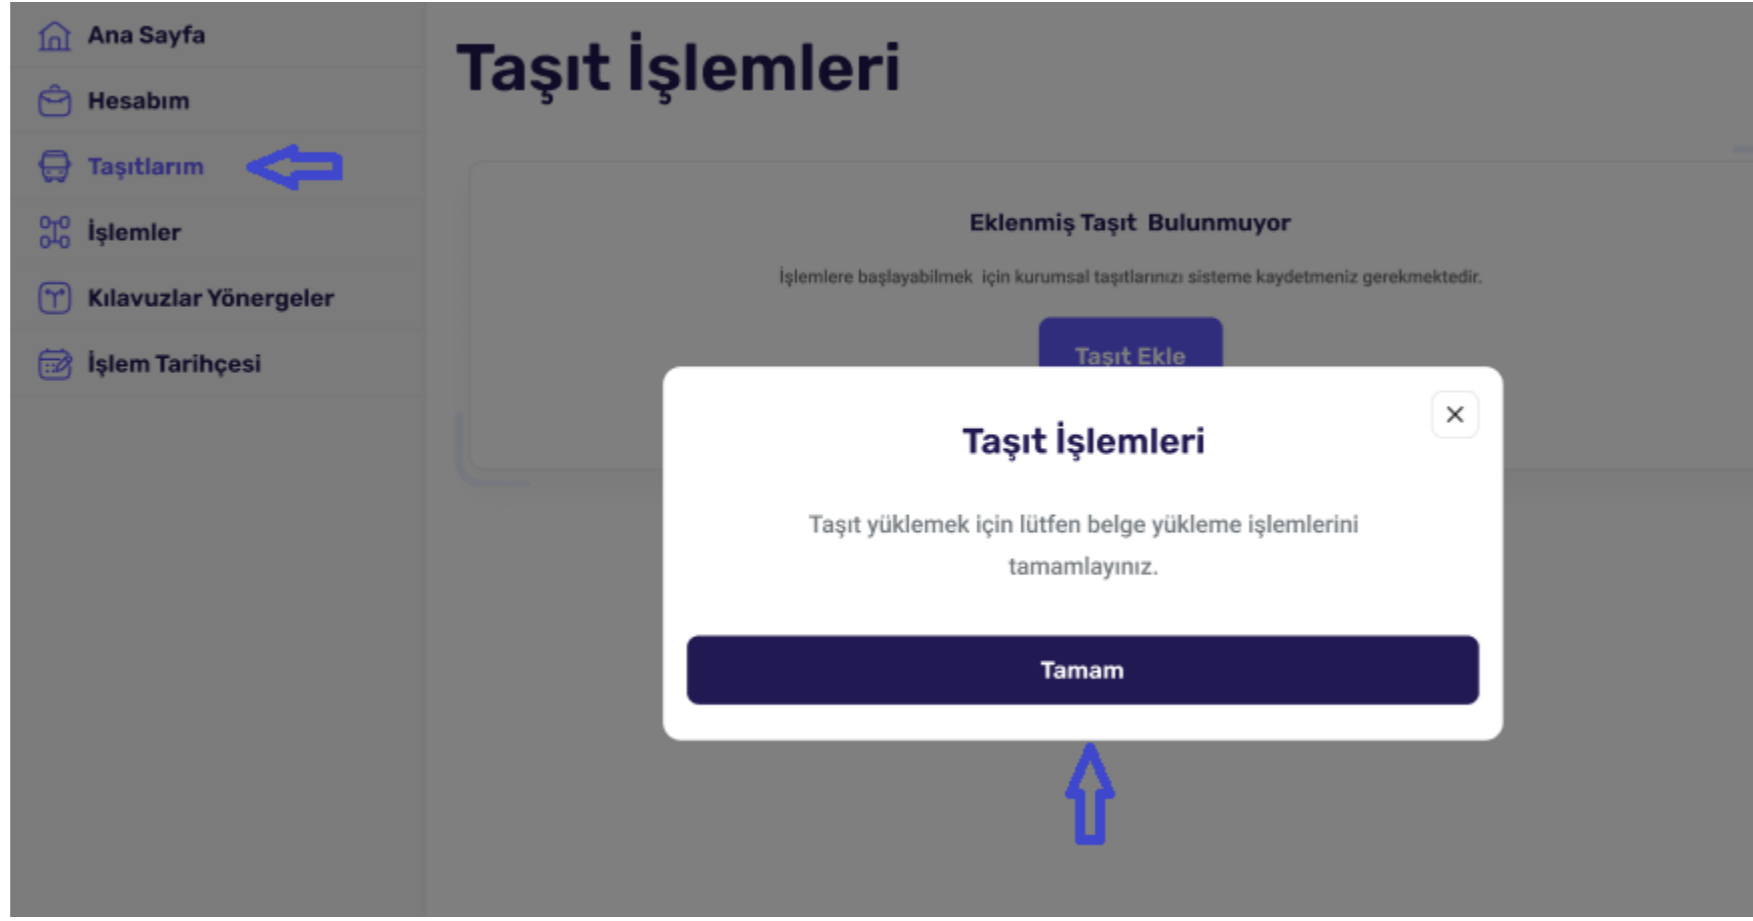 Ana Sayfa
Hesabım
Taşıtlarım
İşlemler
Kılavuzlar Yönergeler
İşlem Tarihçesi
Taşıt İşlemleri
Eklenmiş Taşıt Bulunmuyor
İşlemlere başlayabilmek için kurumsal taşıtlarınızı sisteme kaydetmeniz gerekmektedir.
Taşıt Ekle
Taşıt İşlemleri
Taşıt yüklemek için lütfen belge yükleme işlemlerini
tamamlayınız.
Tamam